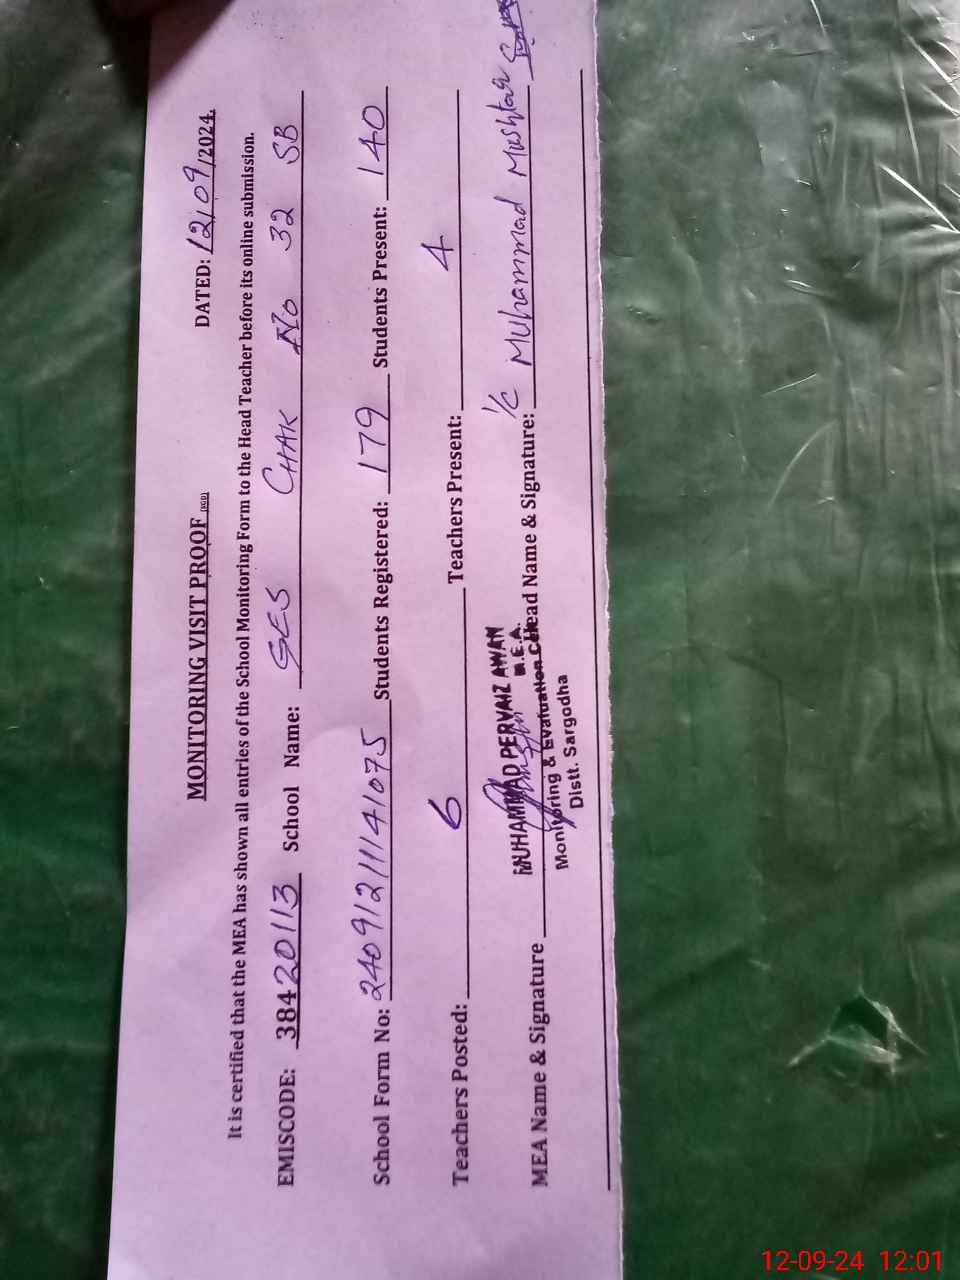 MONITORING VISIT PROOF
DATED: 12/09/2024.
It is certified that the MEA has shown all entries of the School Monitoring Form to the Head Teacher before its online submission.
EMISCODE: 38420113 School Name: GES CHAK No 32 SB
School Form No: 240912111141075 Students Registered: 179 Students Present: 140
Teachers Posted: 6 Teachers Present: 4
MEA Name & Signature Head Name & Signature: I/C Muhammad Mushtaq
MUHAMMAD PERVAIZ AWAN
M.E.A.
Monitoring & Evaluation Cell
Distt. Sargodha
12-09-24 12:01